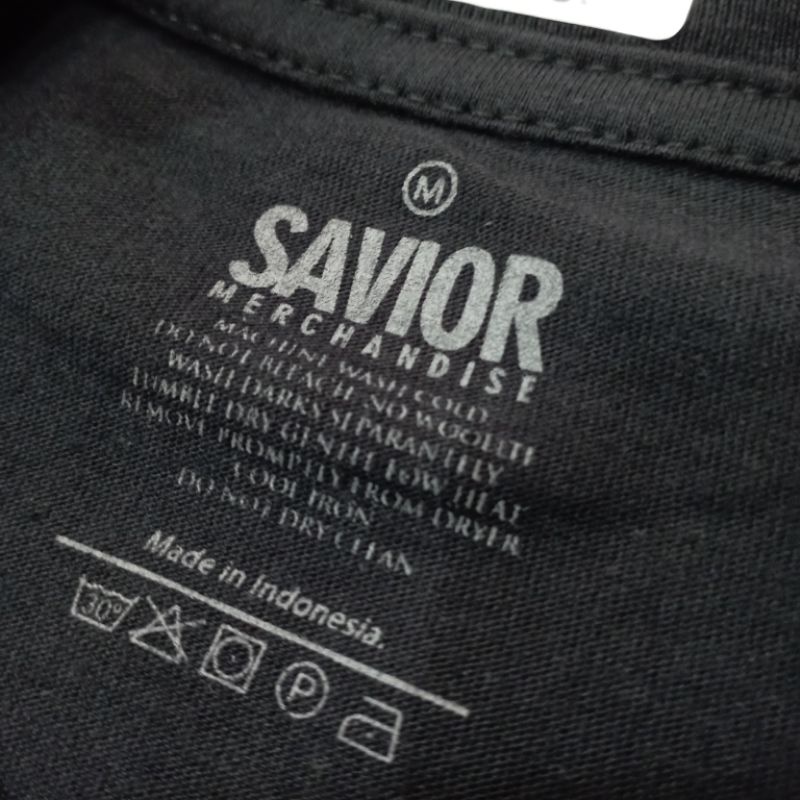 M
SAVIOR
MERCHANDISE
MACHINE WASH COLD
DO NOT BLEACH NO WOOLITE
WASH DARKS SEPARANTELY
TUMBLE DRY GENTLE LOW HEAT
REMOVE PROMPTLY FROM DRYER
COOL IRON
DO NOT DRY CLEAN
Made in Indonesia.
30°
P